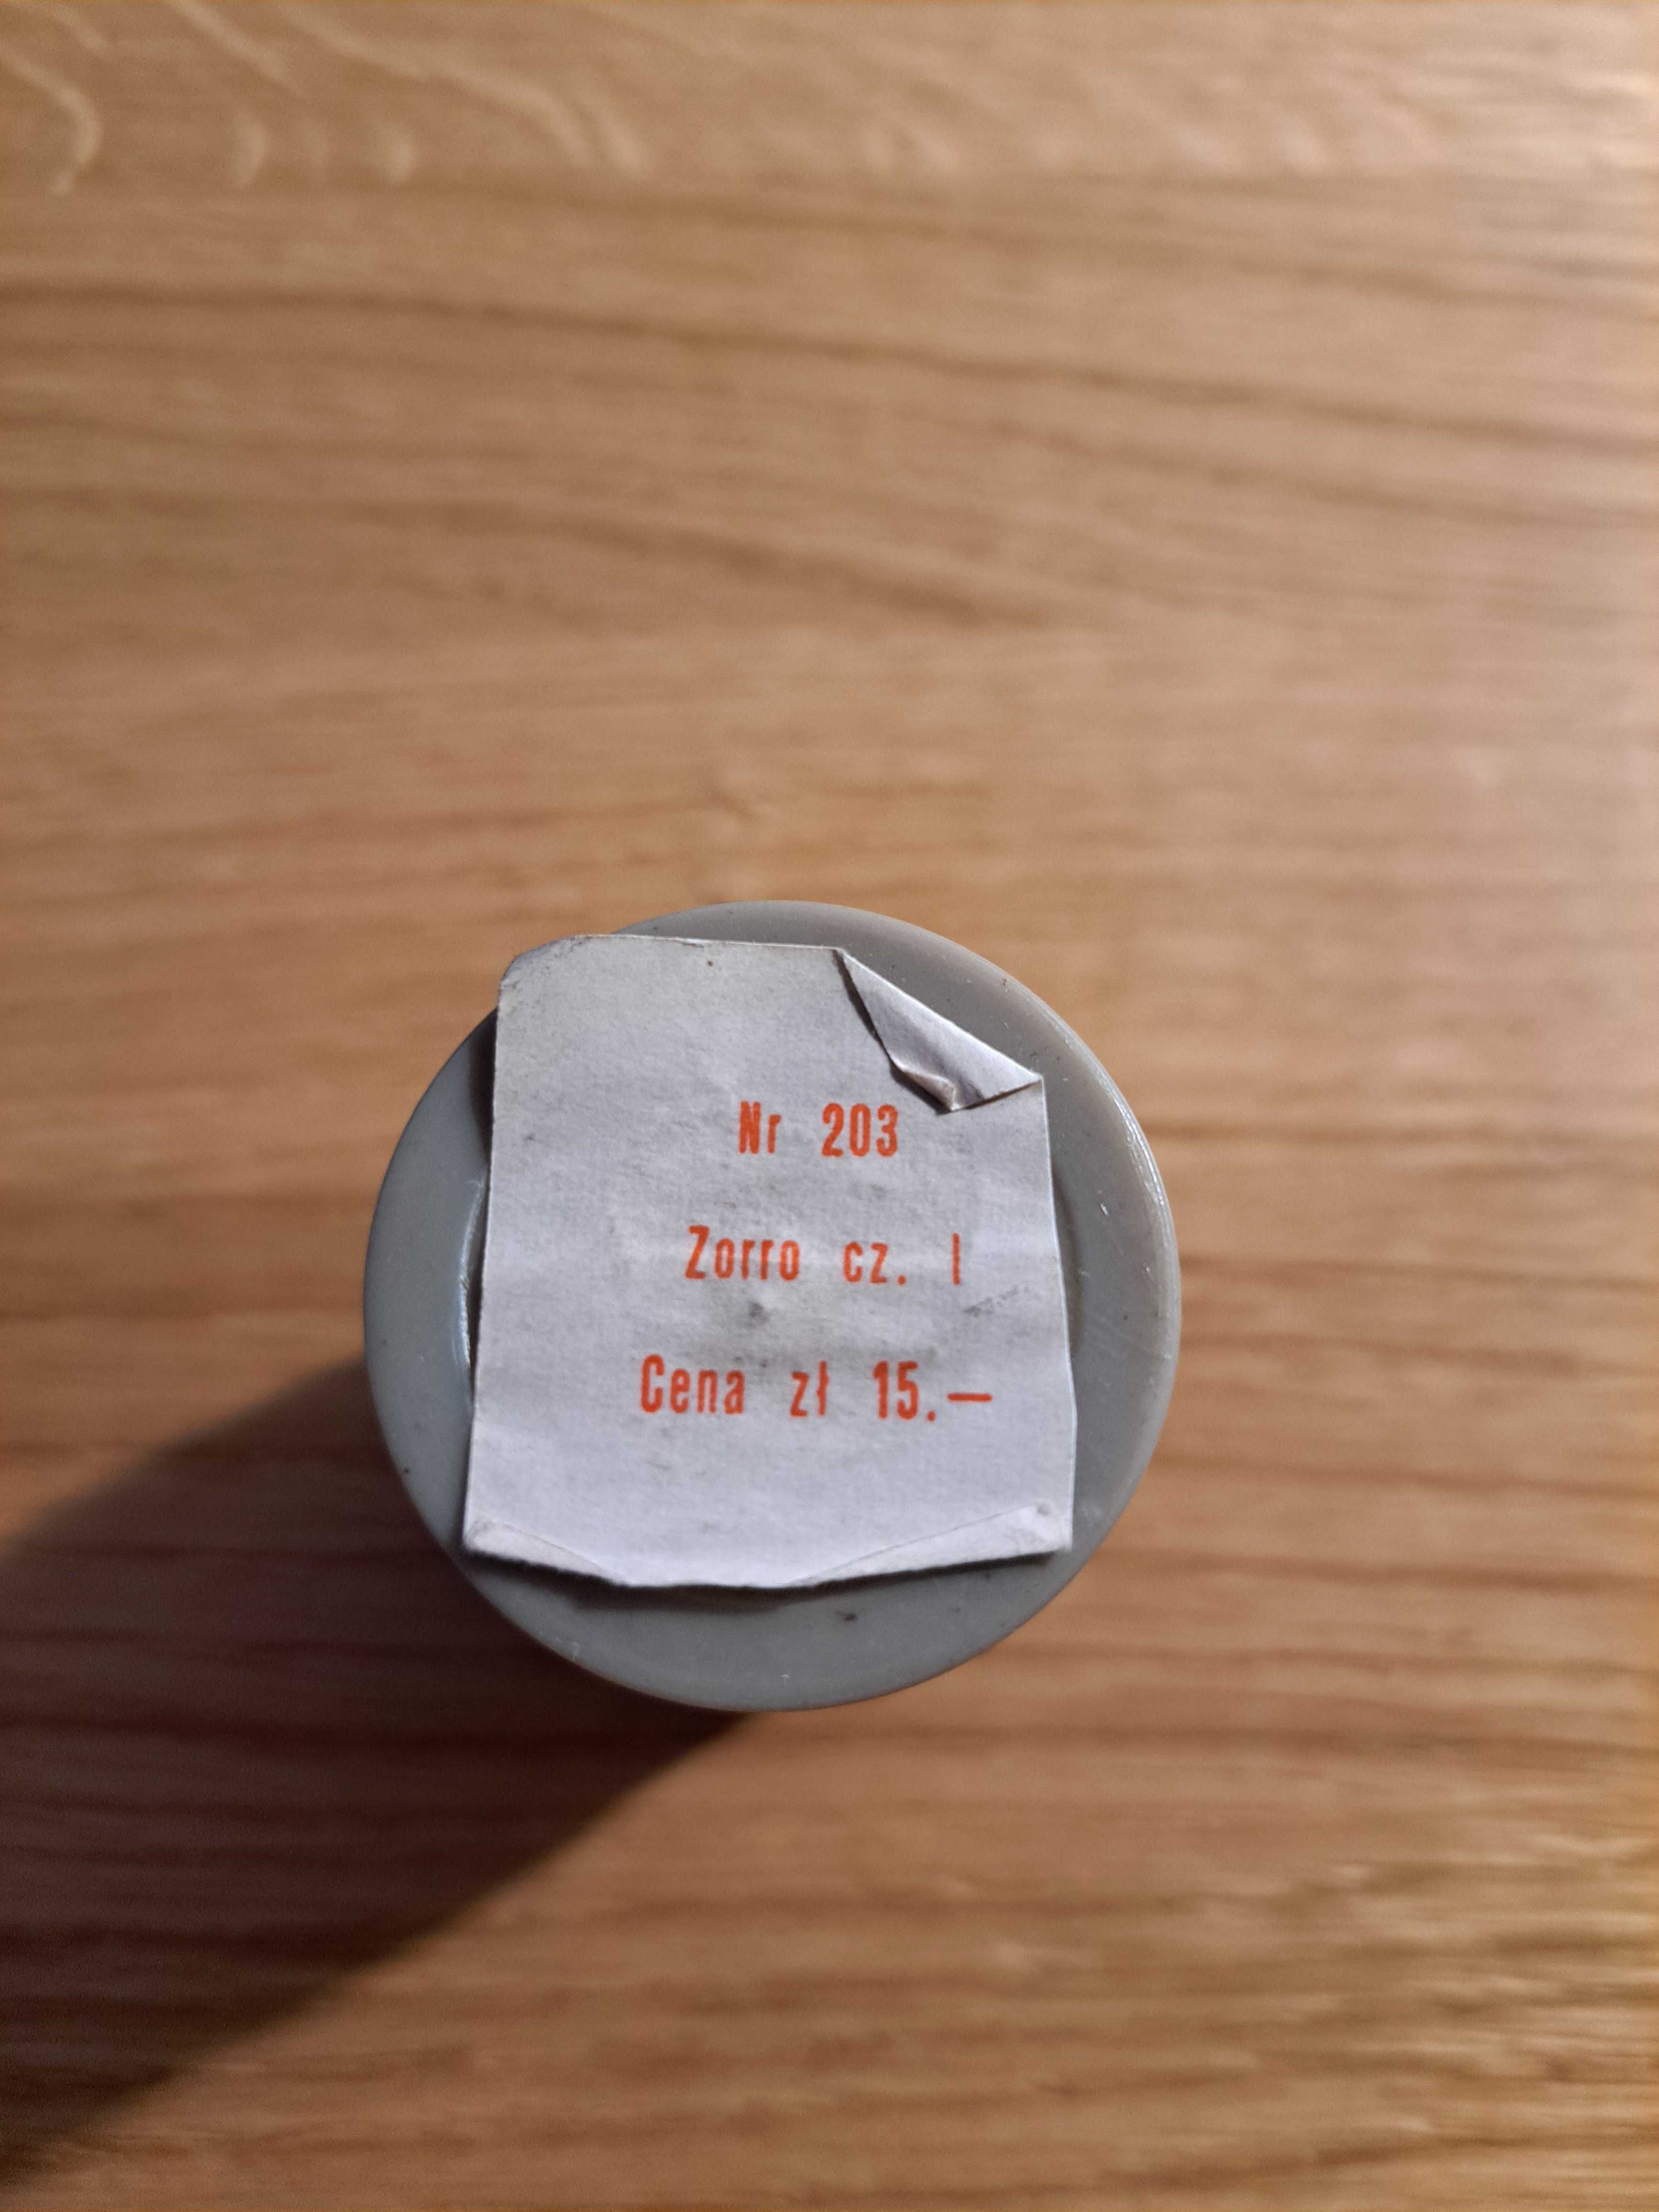 Nr 203
Zorro cz. I
Cena zł 15.—